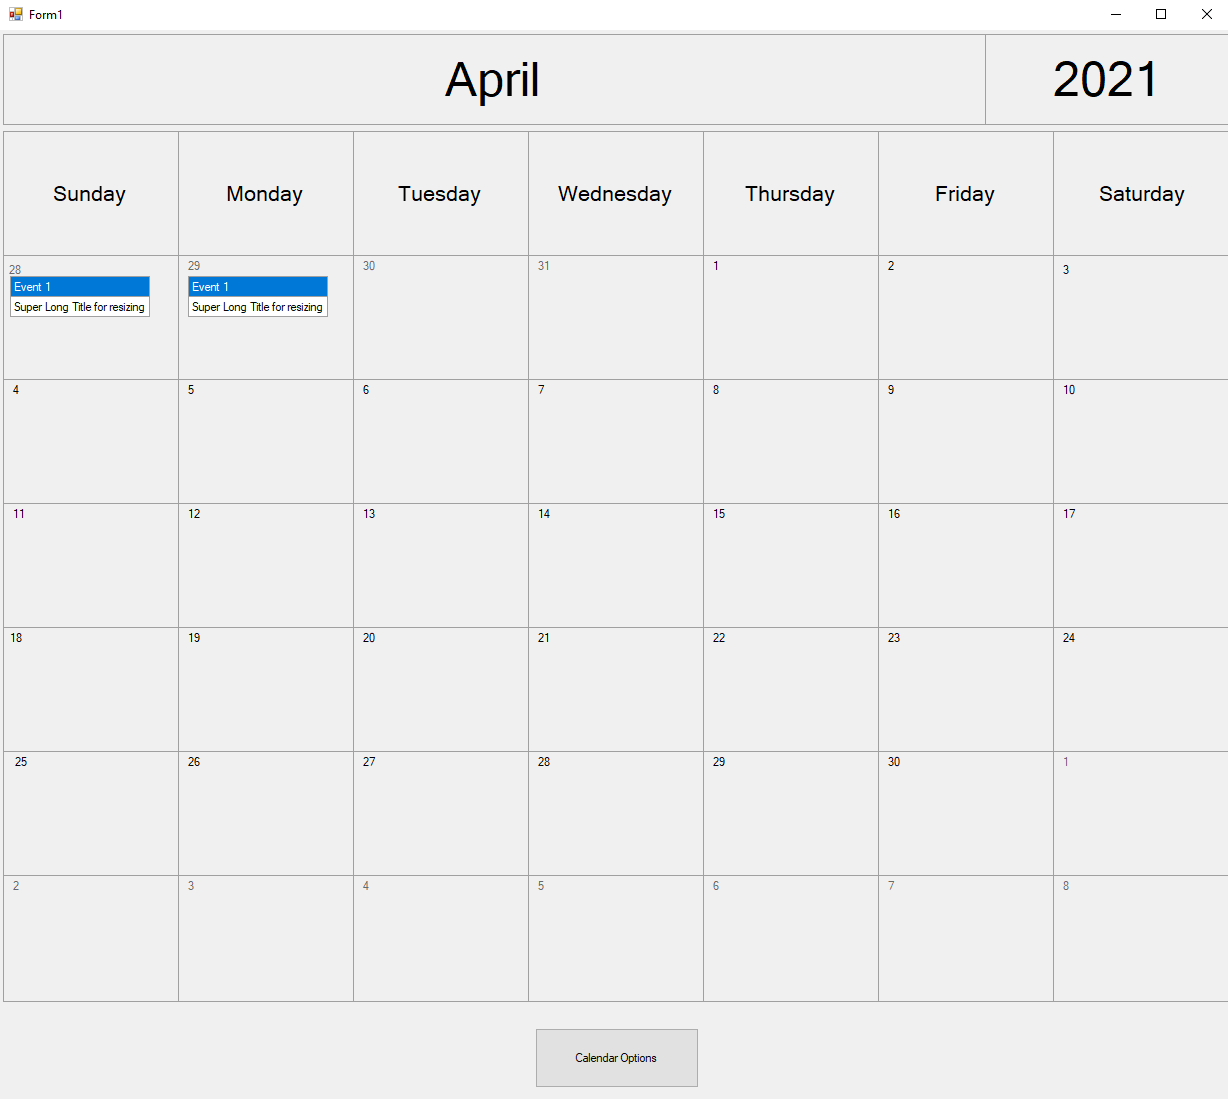 Form1
April 2021
Sunday Monday Tuesday Wednesday Thursday Friday Saturday
28 29 30 31 1 2 3
Event 1 Event 1
Super Long Title for resizing Super Long Title for resizing
4 5 6 7 8 9 10
11 12 13 14 15 16 17
18 19 20 21 22 23 24
25 26 27 28 29 30 1
2 3 4 5 6 7 8
Calendar Options